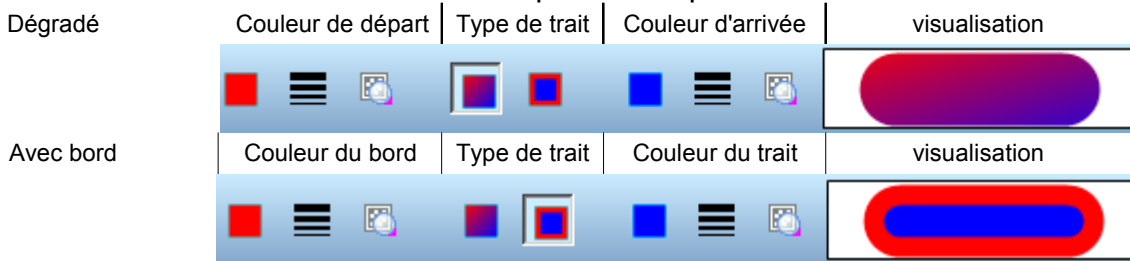 Dégradé Couleur de départ Type de trait Couleur d'arrivée visualisation
Avec bord Couleur du bord Type de trait Couleur du trait visualisation